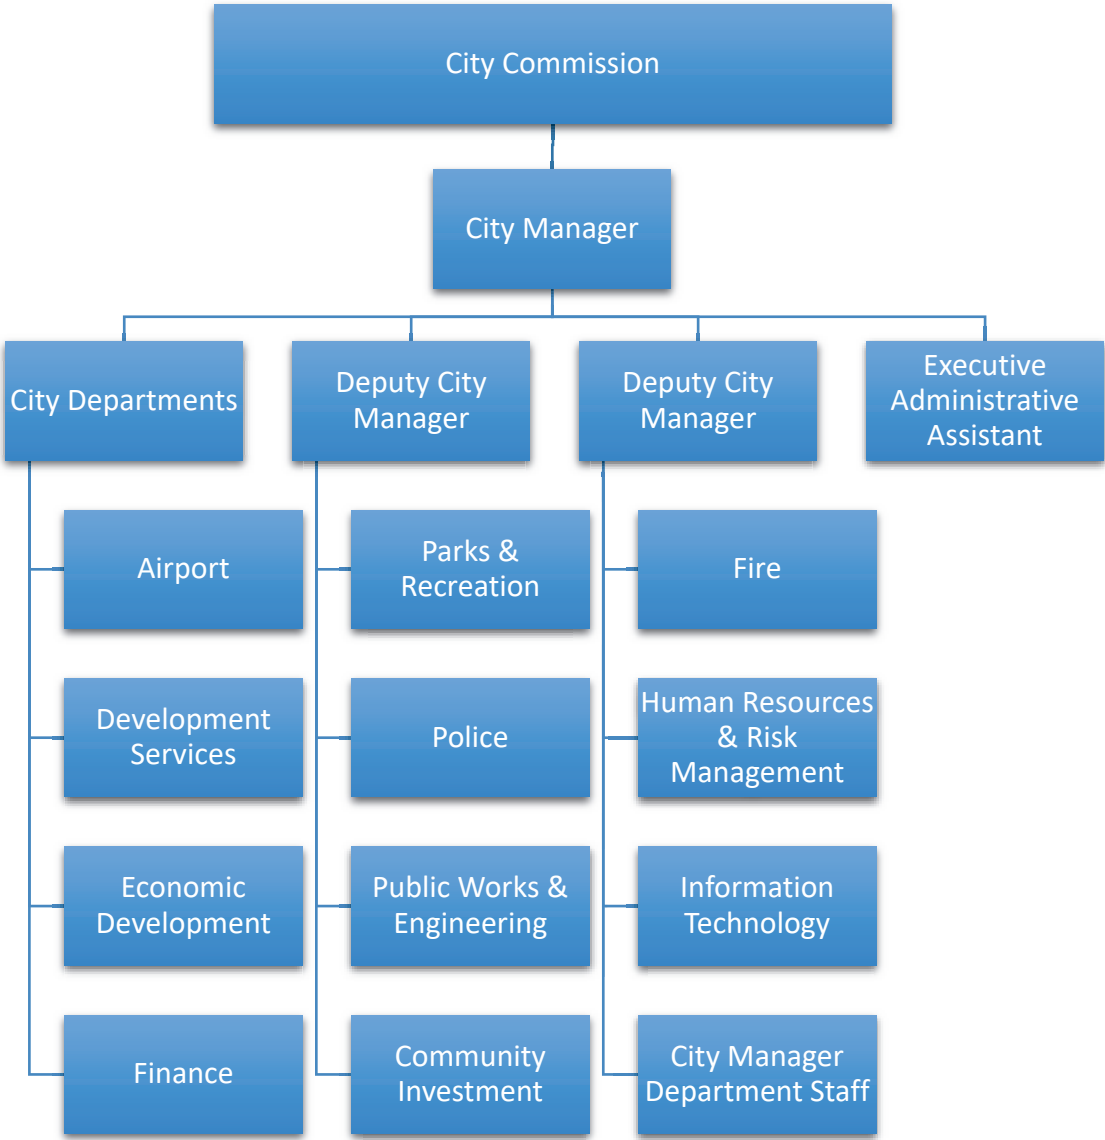 City Commission
City Manager
City Departments
Deputy City
Manager
Deputy City
Manager
Executive
Administrative
Assistant
Airport
Parks &
Recreation
Fire
Development
Services
Police
Human Resources
& Risk
Management
Economic
Development
Public Works &
Engineering
Information
Technology
Finance
Community
Investment
City Manager
Department Staff